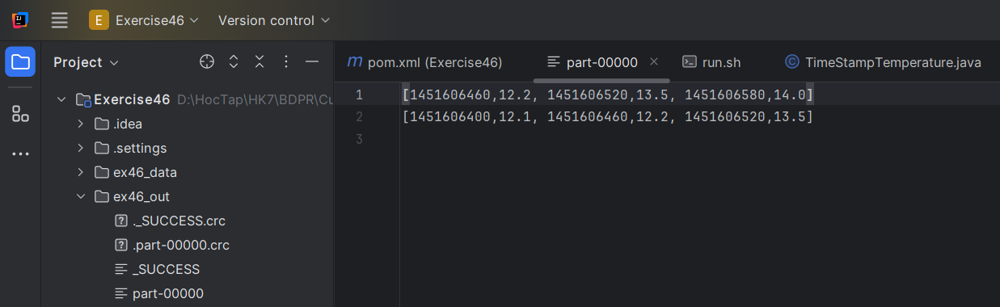 E Exercise46 Version control
Project
m pom.xml (Exercise46) part-00000 run.sh C TimeStampTemperature.java
Exercise46 D:\HocTap\HK7\BDPR\Cu
.idea
.settings
ex46_data
ex46_out
._SUCCESS.crc
.part-00000.crc
_SUCCESS
part-00000
1 [1451606460,12.2, 1451606520,13.5, 1451606580,14.0]
2 [1451606400,12.1, 1451606460,12.2, 1451606520,13.5]
3